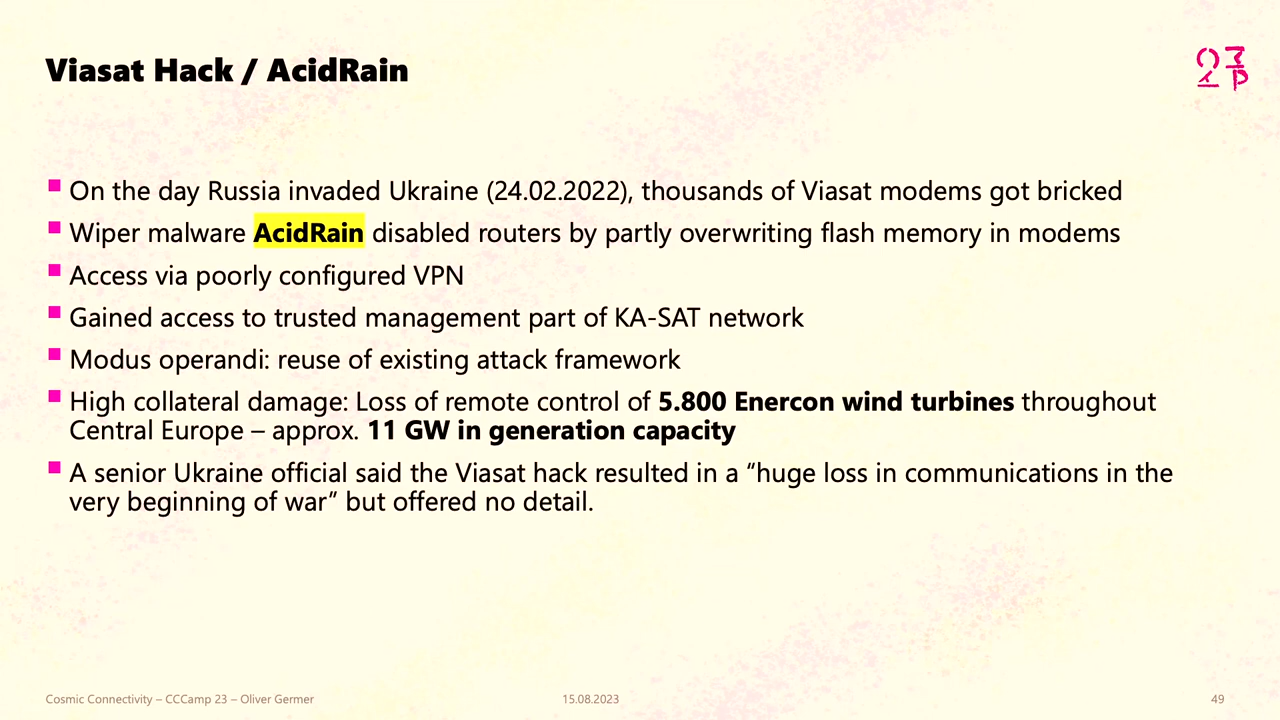 Viasat Hack / AcidRain
On the day Russia invaded Ukraine (24.02.2022), thousands of Viasat modems got bricked
Wiper malware AcidRain disabled routers by partly overwriting flash memory in modems
Access via poorly configured VPN
Gained access to trusted management part of KA-SAT network
Modus operandi: reuse of existing attack framework
High collateral damage: Loss of remote control of 5.800 Enercon wind turbines throughout
Central Europe – approx. 11 GW in generation capacity
A senior Ukraine official said the Viasat hack resulted in a “huge loss in communications in the
very beginning of war” but offered no detail.
Cosmic Connectivity – CCCamp 23 – Oliver Germer
15.08.2023
49